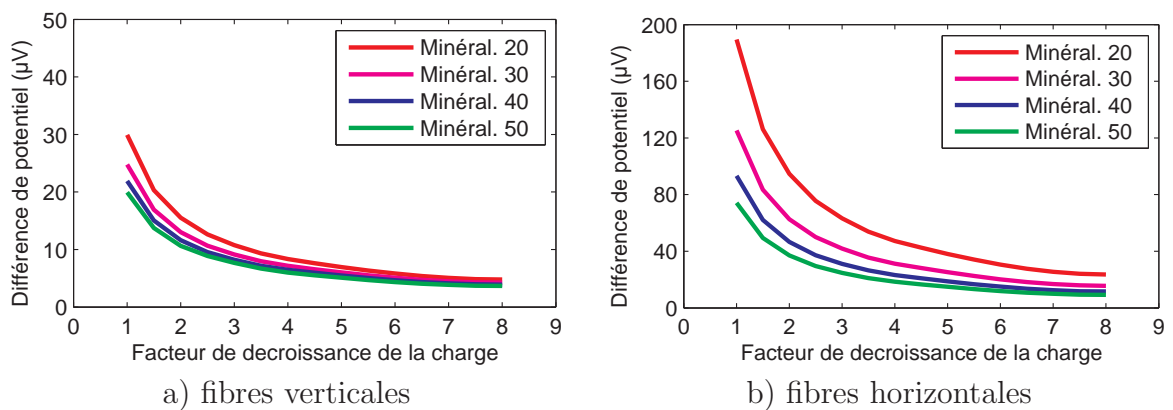 50
40
30
20
10
0
Différence de potentiel (µV)
Minéral. 20
Minéral. 30
Minéral. 40
Minéral. 50
0 1 2 3 4 5 6 7 8 9
Facteur de decroissance de la charge
a) fibres verticales
200
160
120
80
40
0
Différence de potentiel (µV)
Minéral. 20
Minéral. 30
Minéral. 40
Minéral. 50
0 1 2 3 4 5 6 7 8 9
Facteur de decroissance de la charge
b) fibres horizontales